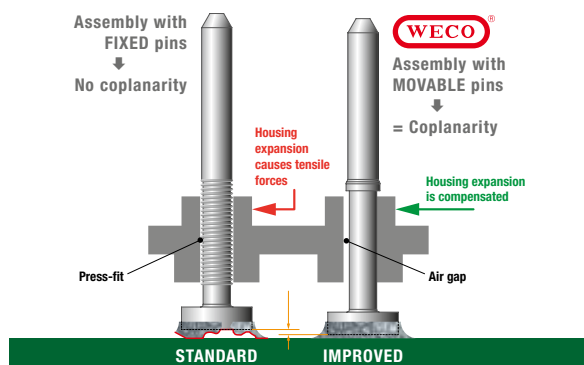 Assembly with
FIXED pins
No coplanarity
WECO®
Assembly with
MOVABLE pins
= Coplanarity
Housing
expansion
causes tensile
forces
Housing expansion
is compensated
Press-fit
Air gap
STANDARD
IMPROVED